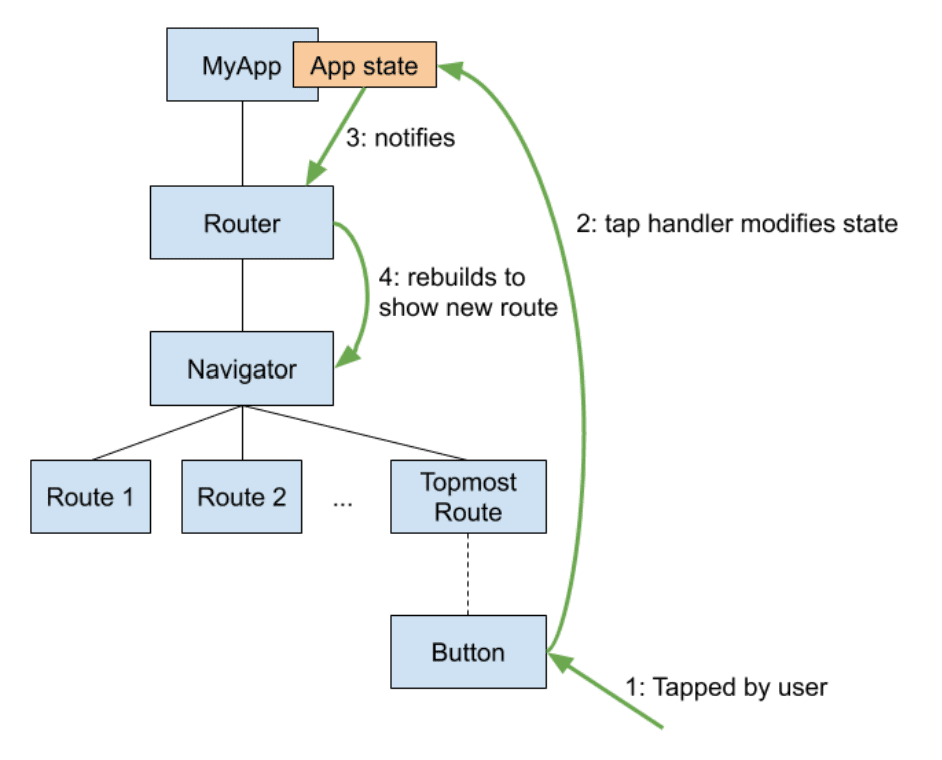 MyApp
App state
3: notifies
Router
2: tap handler modifies state
4: rebuilds to
show new route
Navigator
Route 1
Route 2
...
Topmost
Route
Button
1: Tapped by user